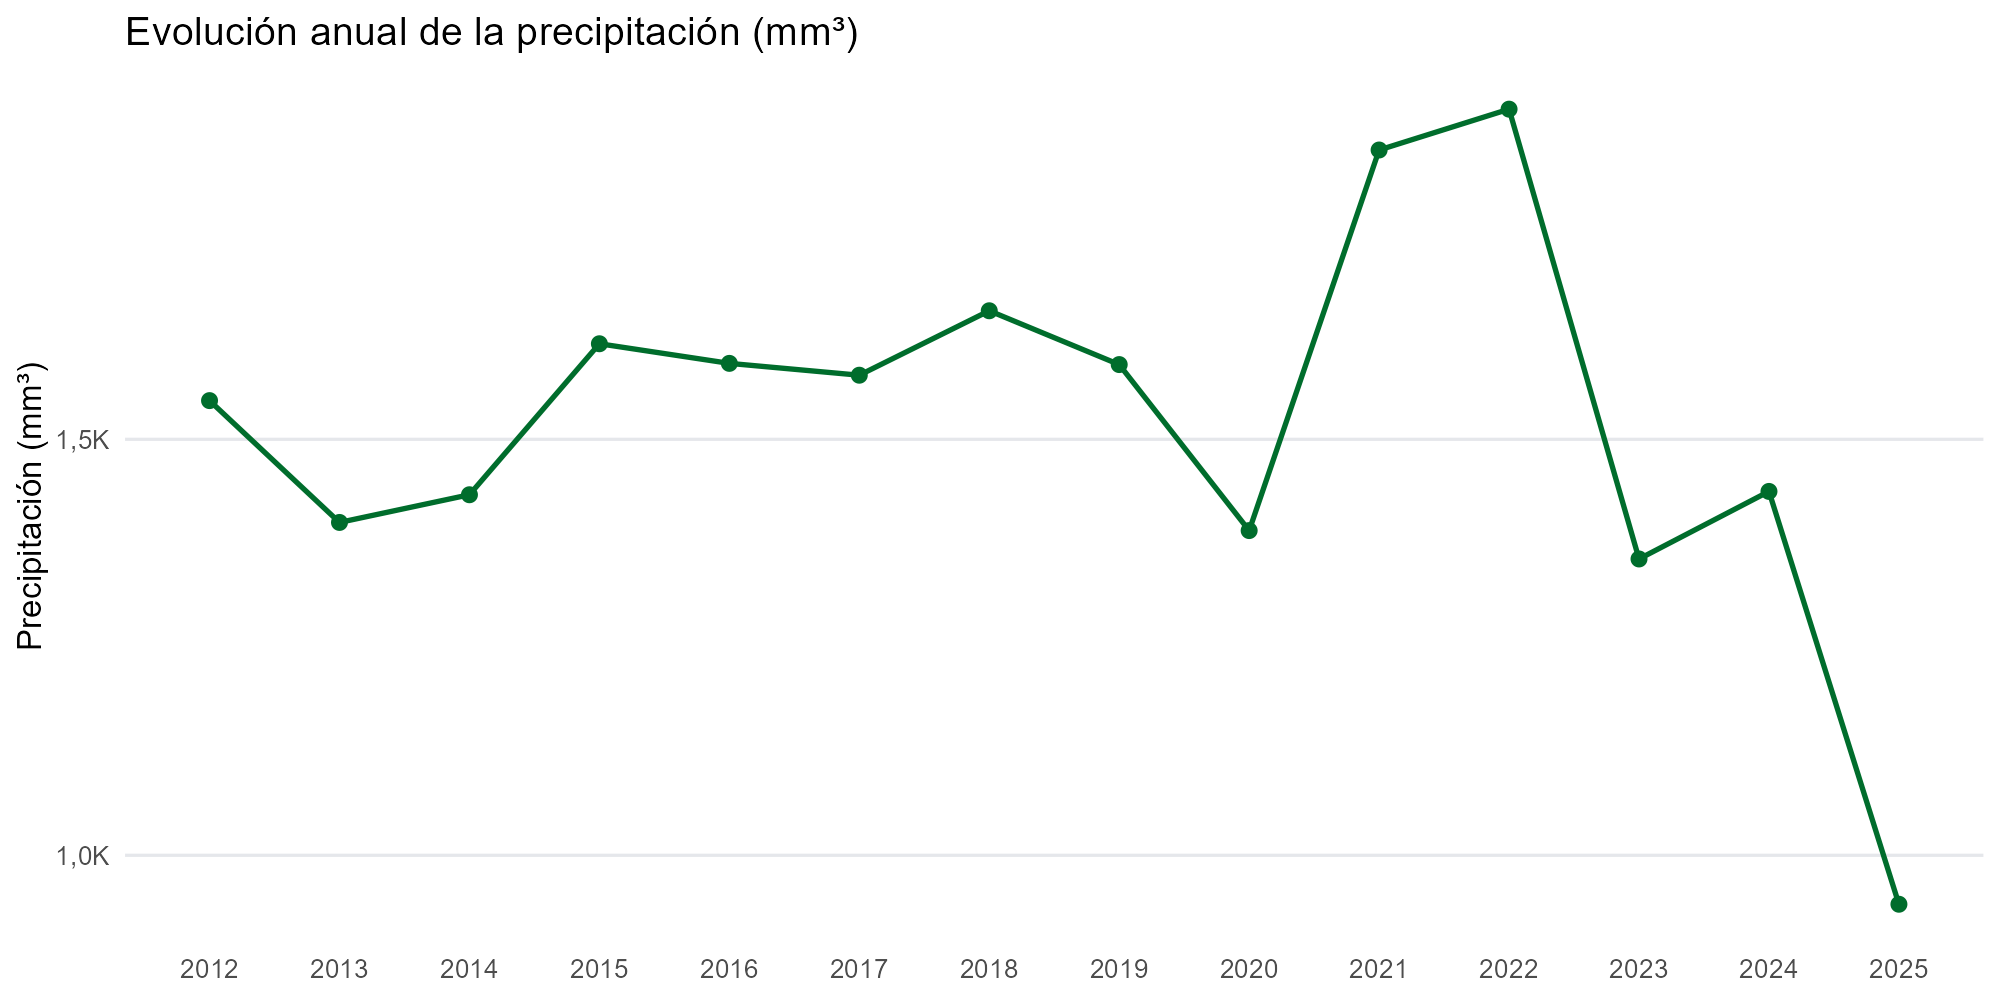 Evolución anual de la precipitación (mm³)
Precipitación (mm³)
1,5K
1,0K
2012 2013 2014 2015 2016 2017 2018 2019 2020 2021 2022 2023 2024 2025